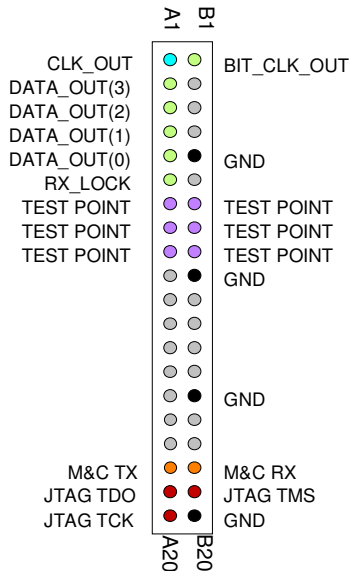 A1 B1
CLK_OUT BIT_CLK_OUT
DATA_OUT(3)
DATA_OUT(2)
DATA_OUT(1)
DATA_OUT(0) GND
RX_LOCK
TEST POINT TEST POINT
TEST POINT TEST POINT
TEST POINT TEST POINT
GND
GND
M&C TX M&C RX
JTAG TDO JTAG TMS
JTAG TCK GND
A20 B20